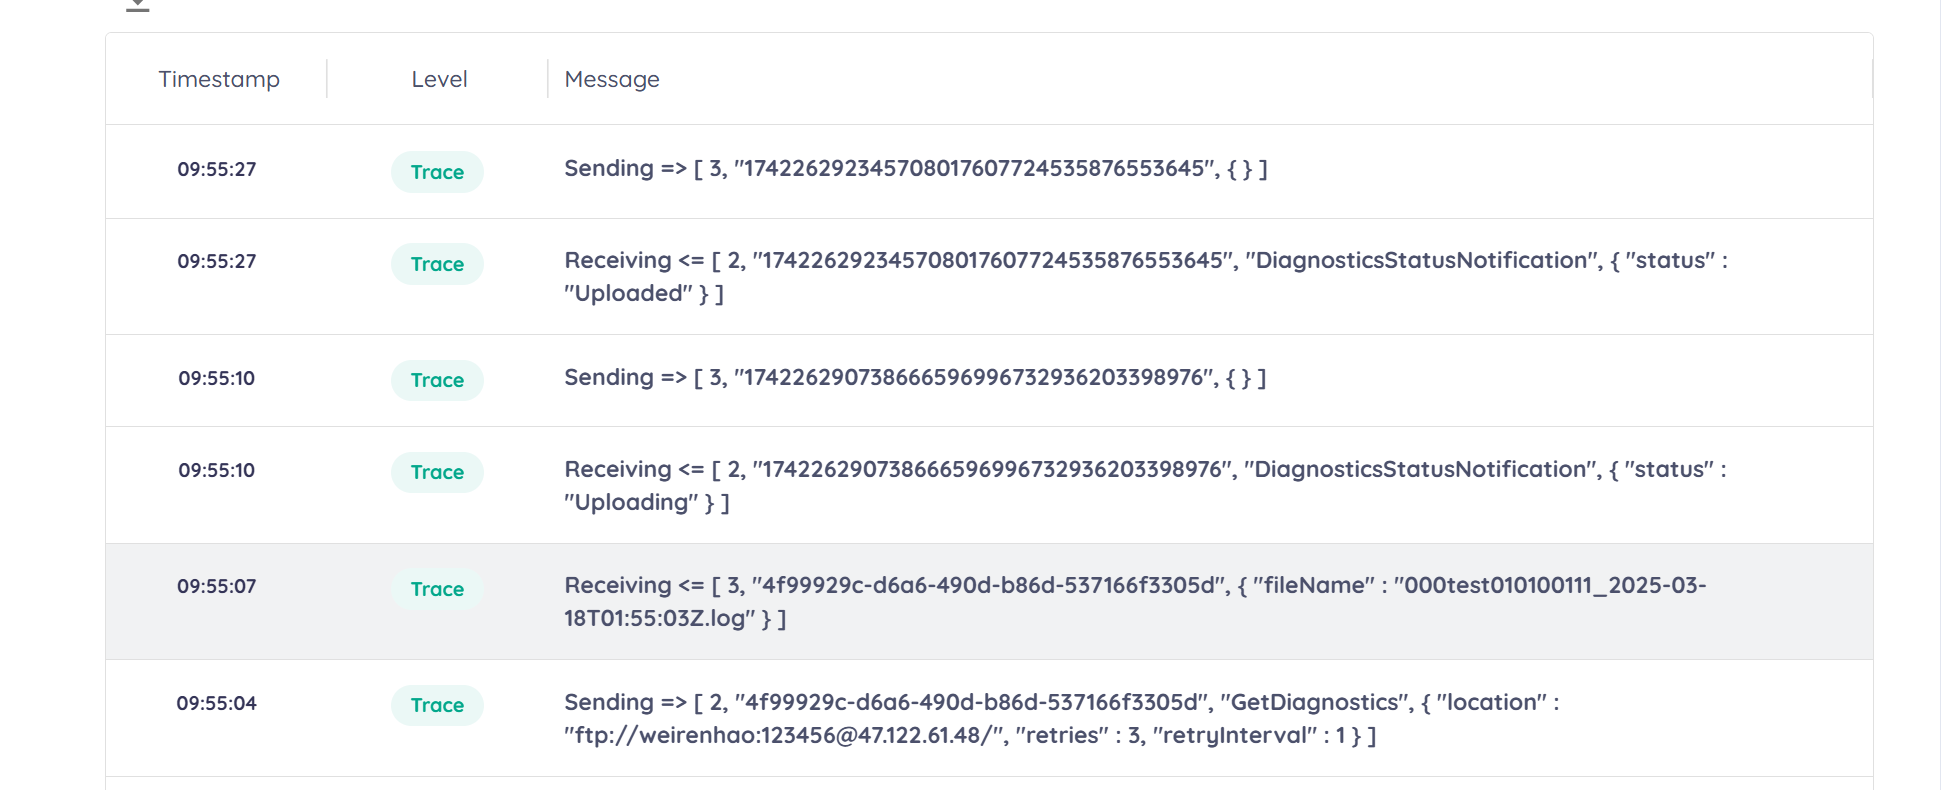 Timestamp Level Message
09:55:27 Trace Sending => [ 3, "174226292345708017607724535876553645", { } ]
09:55:27 Trace Receiving <= [ 2, "174226292345708017607724535876553645", "DiagnosticsStatusNotification", { "status" :
"Uploaded" } ]
09:55:10 Trace Sending => [ 3, "174226290738666596996732936203398976", { } ]
09:55:10 Trace Receiving <= [ 2, "174226290738666596996732936203398976", "DiagnosticsStatusNotification", { "status" :
"Uploading" } ]
09:55:07 Trace Receiving <= [ 3, "4f99929c-d6a6-490d-b86d-537166f3305d", { "fileName" : "000test010100111_2025-03-
18T01:55:03Z.log" } ]
09:55:04 Trace Sending => [ 2, "4f99929c-d6a6-490d-b86d-537166f3305d", "GetDiagnostics", { "location" :
"ftp://weirenhao:123456@47.122.61.48/", "retries" : 3, "retryInterval" : 1 } ]